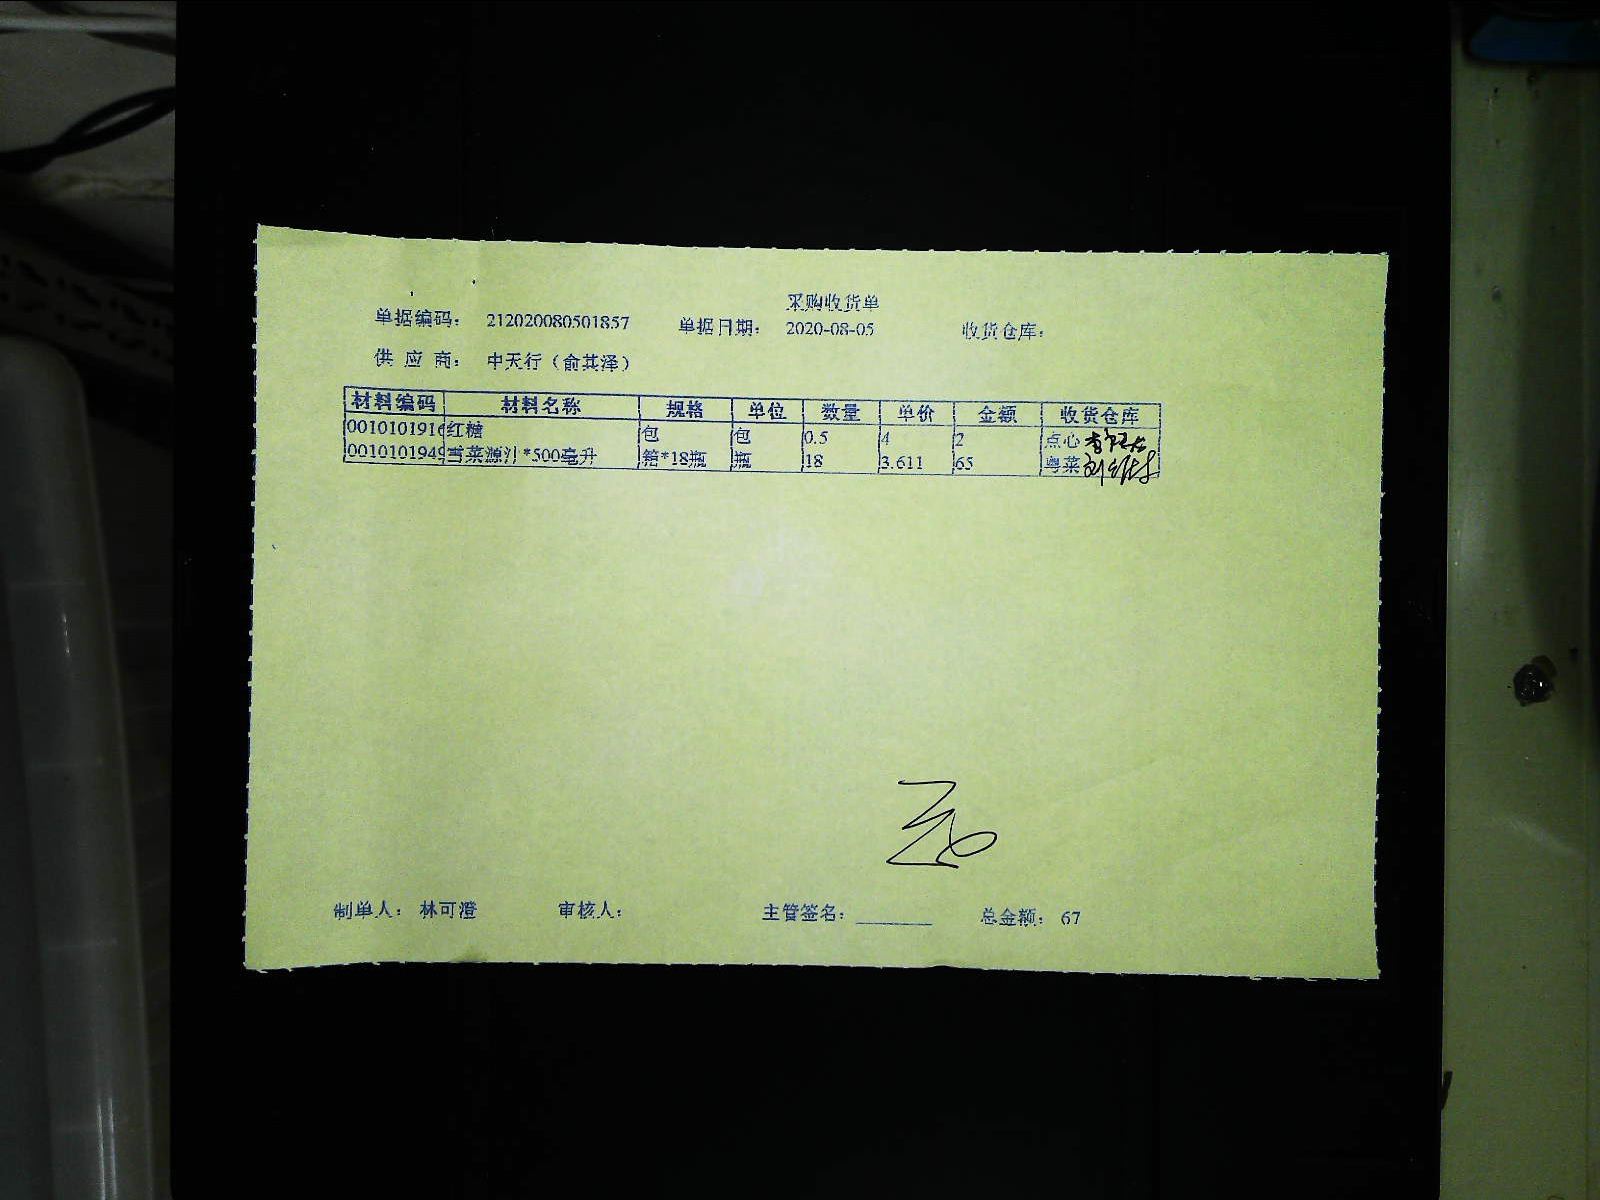 采购收货单
单据编码： 212020080501857 单据日期： 2020-08-05 收货仓库：
供 应 商： 中天行（俞其泽）
材料编码 材料名称 规格 单位 数量 单价 金额 收货仓库
001010191 红糖 包 包 0.5 4 2 点心
001010194 雪菜源汁*500毫升 箱*18瓶 瓶 18 3.611 65 粤菜
制单人： 林可澄 审核人： 主管签名： 总金额： 67